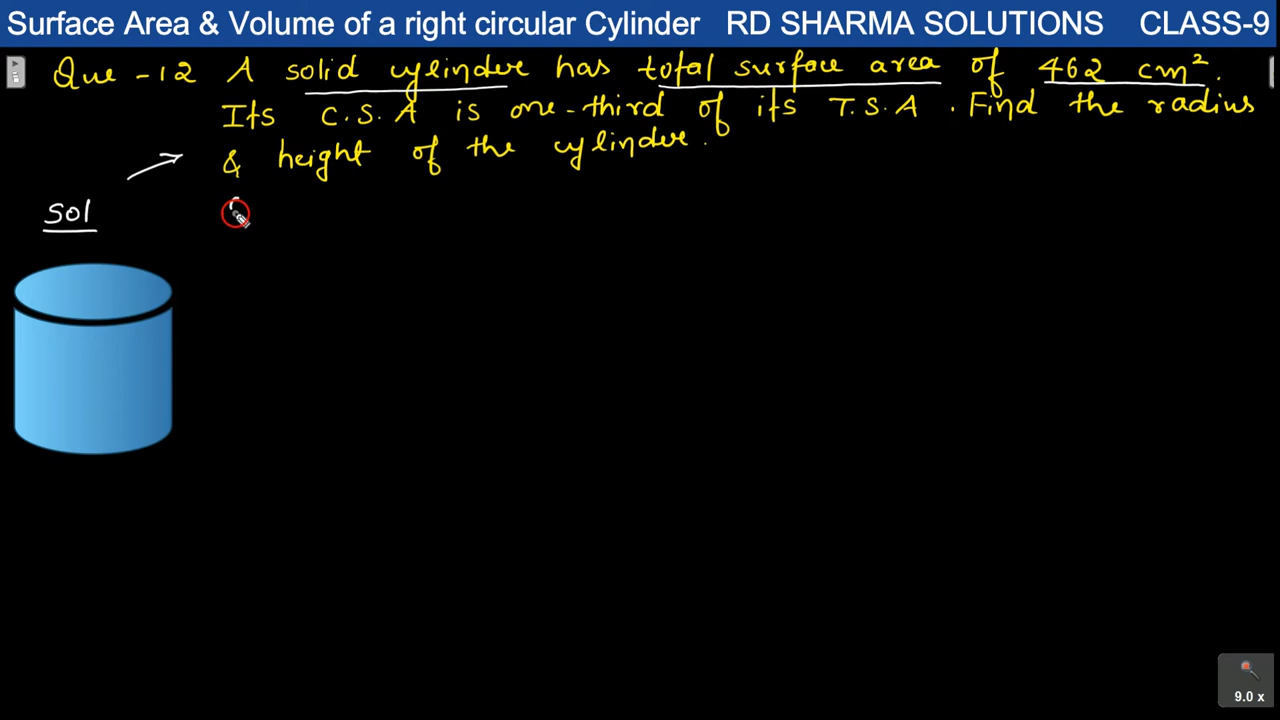 Surface Area & Volume of a right circular Cylinder RD SHARMA SOLUTIONS CLASS-9
Que -12 A solid cylinder has total surface area of 462 cm².
Its C.S.A is one-third of its T.S.A. Find the radius
& height of the cylinder.
Sol
9.0 x